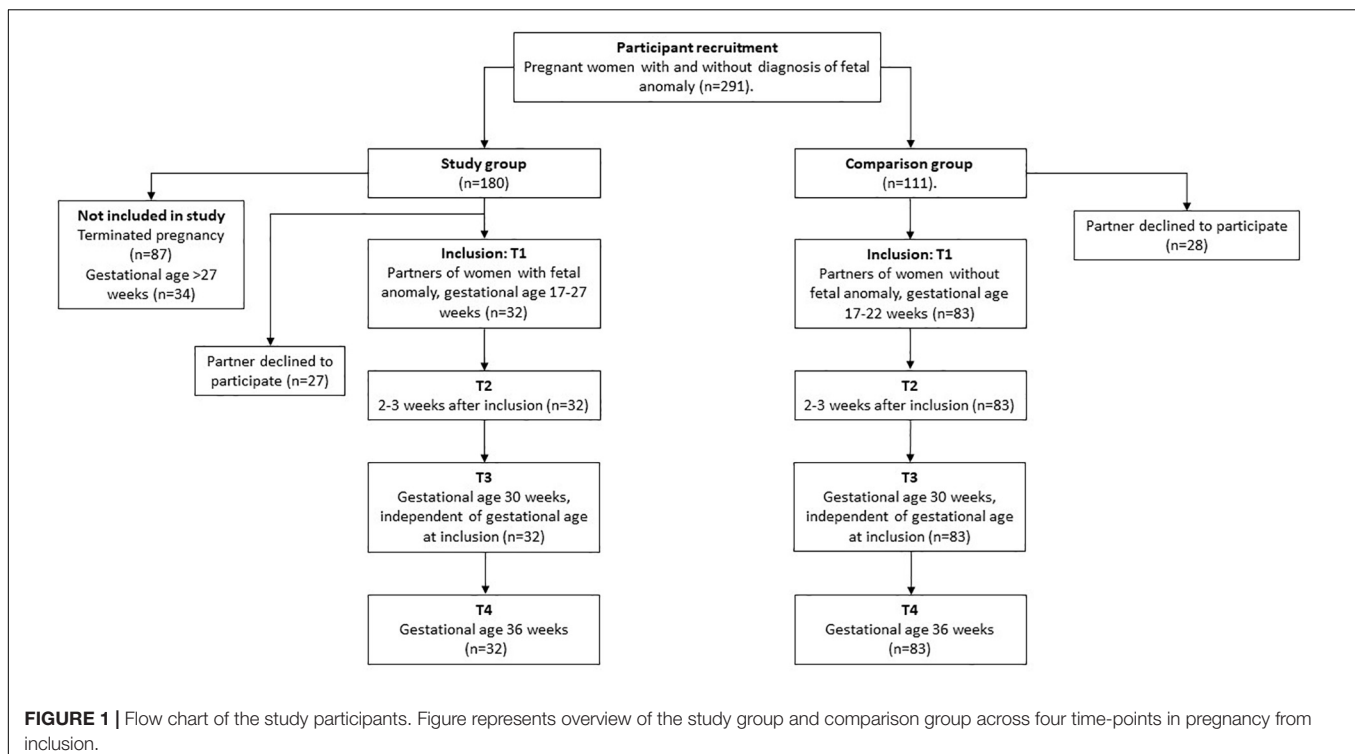 Participant recruitment
Pregnant women with and without diagnosis of fetal
anomaly (n=291).
Study group
(n=180)
Comparison group
(n=111).
Not included in study
Terminated pregnancy
(n=87)
Gestational age >27
weeks (n=34)
Partner declined to
participate (n=27)
Inclusion: T1
Partners of women with fetal
anomaly, gestational age 17-27
weeks (n=32)
Inclusion: T1
Partners of women without
fetal anomaly, gestational age
17-22 weeks (n=83)
Partner declined to participate
(n=28)
T2
2-3 weeks after inclusion (n=32)
T2
2-3 weeks after inclusion (n=83)
T3
Gestational age 30 weeks,
independent of gestational age
at inclusion (n=32)
T3
Gestational age 30 weeks,
independent of gestational age
at inclusion (n=83)
T4
Gestational age 36 weeks
(n=32)
T4
Gestational age 36 weeks
(n=83)
FIGURE 1 | Flow chart of the study participants. Figure represents overview of the study group and comparison group across four time-points in pregnancy from
inclusion.